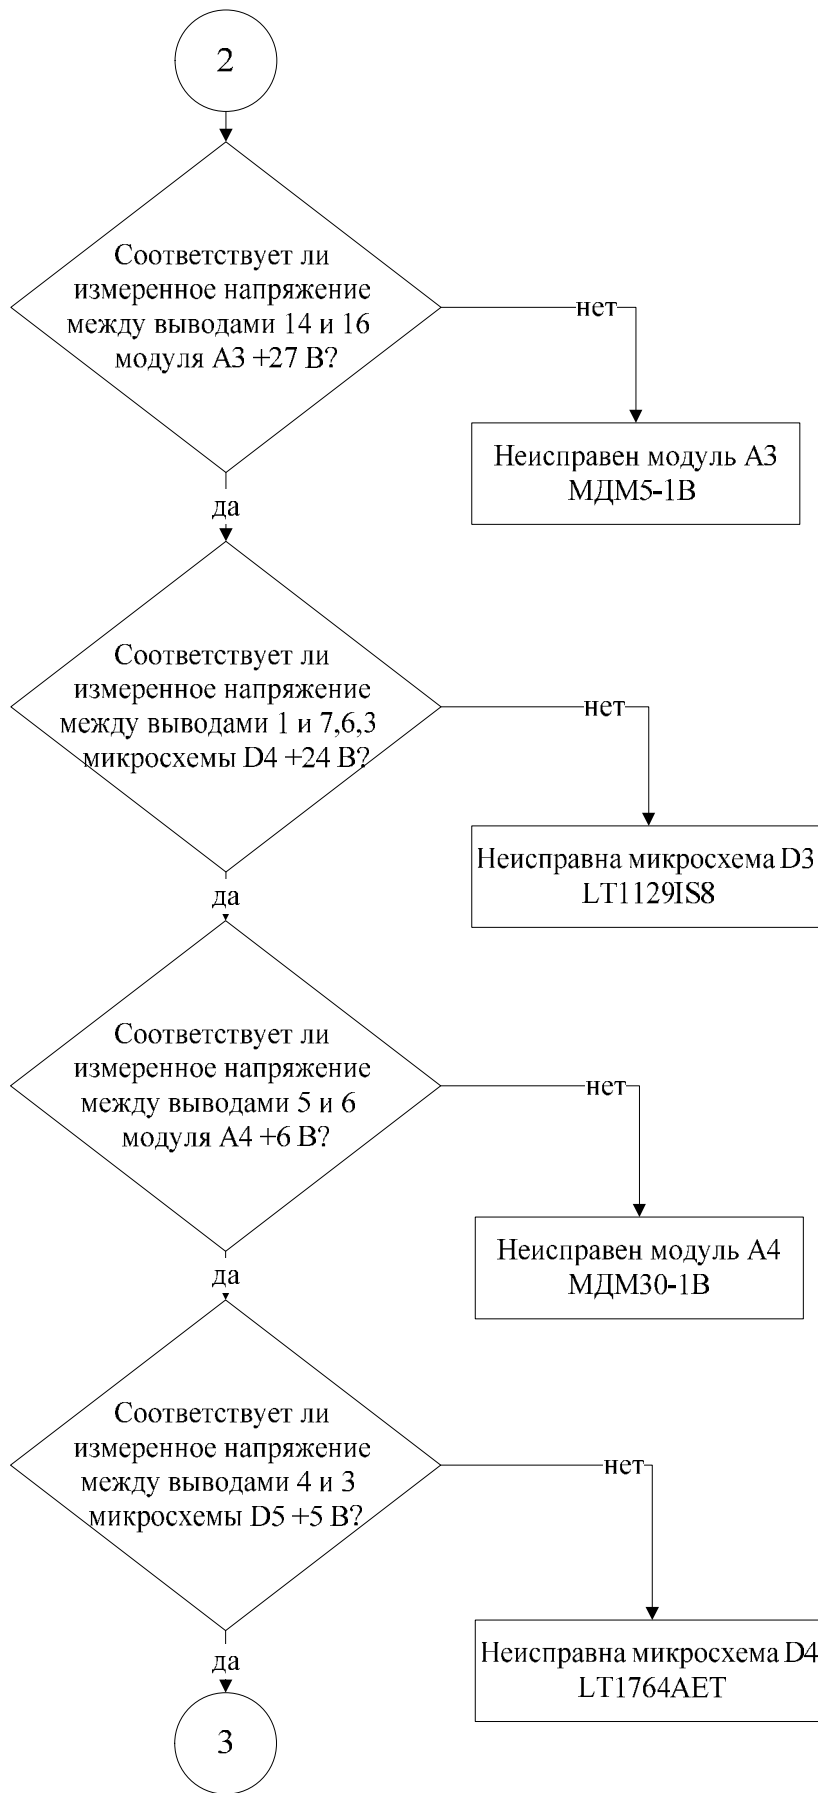 2
Соответствует ли
измеренное напряжение
между выводами 14 и 16
модуля А3 +27 В?
нет
Неисправен модуль А3
МДМ5-1В
да
Соответствует ли
измеренное напряжение
между выводами 1 и 7,6,3
микросхемы D4 +24 В?
нет
Неисправна микросхема D3
LT1129IS8
да
Соответствует ли
измеренное напряжение
между выводами 5 и 6
модуля А4 +6 В?
нет
Неисправен модуль А4
МДМ30-1В
да
Соответствует ли
измеренное напряжение
между выводами 4 и 3
микросхемы D5 +5 В?
нет
Неисправна микросхема D4
LT1764AET
да
3